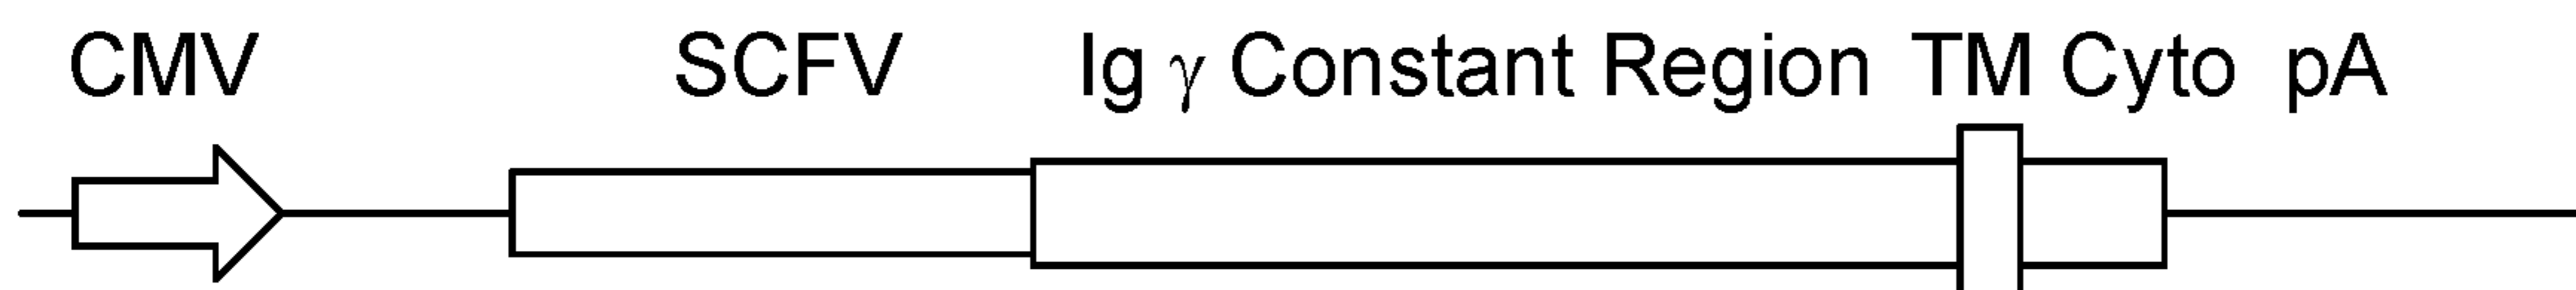 CMV SCFV Ig γ Constant Region TM Cyto pA